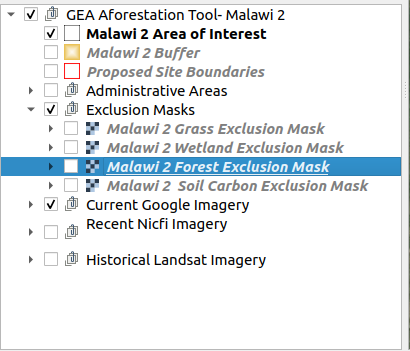 GEA Aforestation Tool- Malawi 2
Malawi 2 Area of Interest
Malawi 2 Buffer
Proposed Site Boundaries
Administrative Areas
Exclusion Masks
Malawi 2 Grass Exclusion Mask
Malawi 2 Wetland Exclusion Mask
Malawi 2 Forest Exclusion Mask
Malawi 2  Soil Carbon Exclusion Mask
Current Google Imagery
Recent Nicfi Imagery
Historical Landsat Imagery